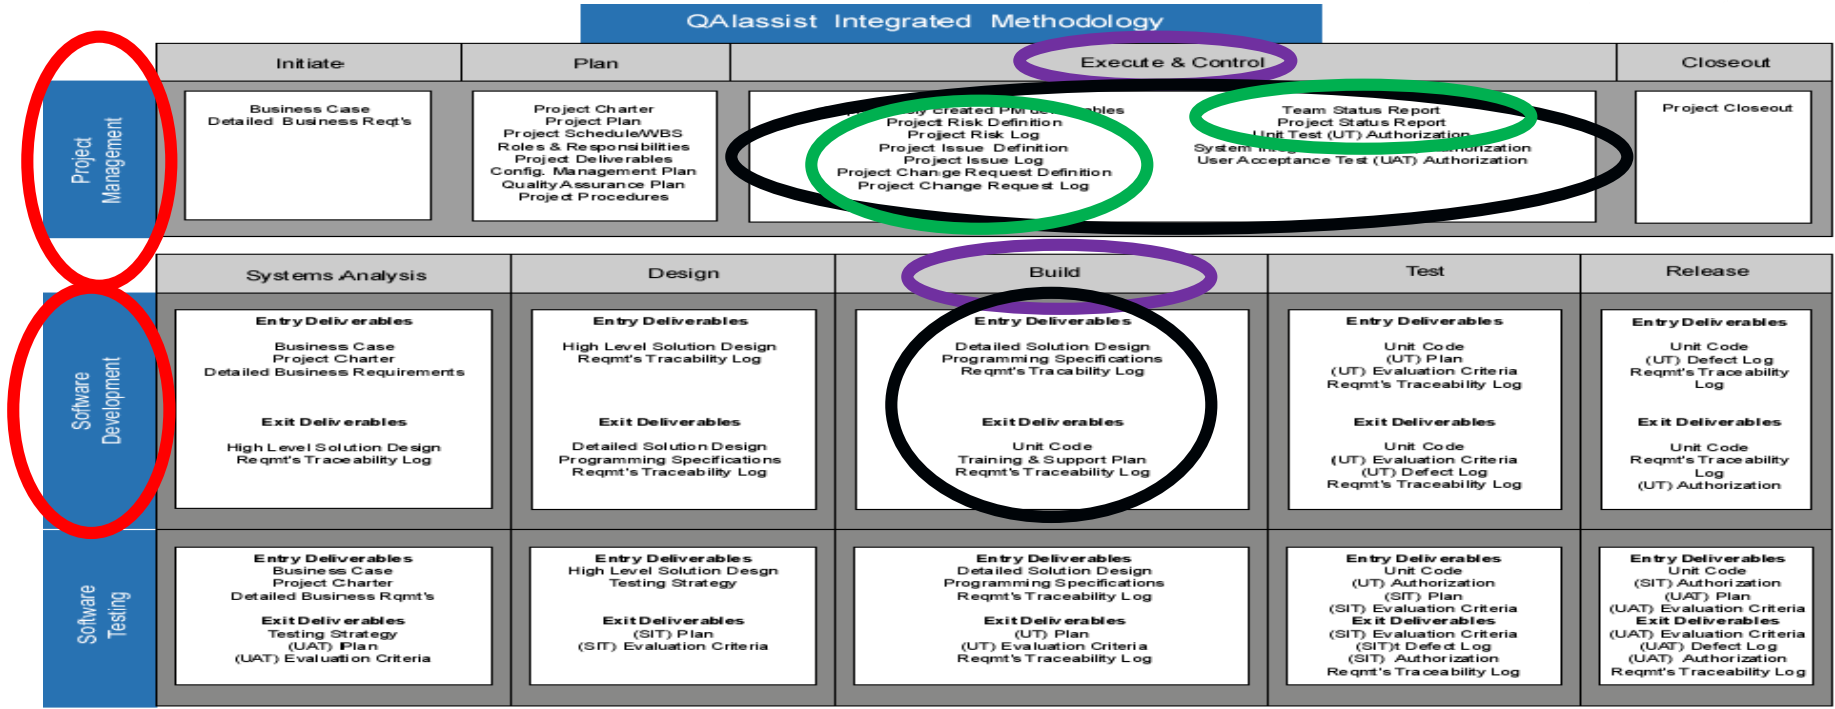 QAIassist Integrated Methodology
Initiate
Plan
Execute & Control
Closeout
Project
Management
Business Case
Detailed Business Reqt's
Project Charter
Project Plan
Project Schedule/WBS
Roles & Responsibilities
Project Deliverables
Config. Management Plan
Quality Assurance Plan
Project Procedures
Created PM
Project Risk Definition
Project Risk Log
Project Issue Definition
Project Issue Log
Project Change Request Definition
Project Change Request Log
Team Status Report
Project Status Report
Unit Test (UT) Authorization
System
User Acceptance Test (UAT) Authorization
Project Closeout
Systems Analysis
Design
Build
Test
Release
Software
Development
Entry Deliverables
Business Case
Project Charter
Detailed Business Requirements
Exit Deliverables
High Level Solution Design
Reqmt's Traceability Log
Entry Deliverables
High Level Solution Design
Reqmt's Tracability Log
Exit Deliverables
Detailed Solution Design
Programming Specifications
Reqmt's Traceability Log
Entry Deliverables
Detailed Solution Design
Programming Specifications
Reqmt's Tracability Log
Exit Deliverables
Unit Code
Training & Support Plan
Reqmt's Traceability Log
Entry Deliverables
Unit Code
(UT) Plan
(UT) Evaluation Criteria
Reqmt's Traceability Log
Exit Deliverables
Unit Code
(UT) Evaluation Criteria
(UT) Defect Log
Reqmt's Traceability Log
Entry Deliverables
Unit Code
(UT) Defect Log
Reqmt's Traceability
Log
Exit Deliverables
Unit Code
Reqmt's Traceability
Log
(UT) Authorization
Software
Testing
Entry Deliverables
Business Case
Project Charter
Detailed Business Rqmt's
Exit Deliverables
Testing Strategy
(UAT) Plan
(UAT) Evaluation Criteria
Entry Deliverables
High Level Solution Desgn
Testing Strategy
Exit Deliverables
(SIT) Plan
(SIT) Evaluation Criteria
Entry Deliverables
Detailed Solution Design
Programming Specifications
Reqmt's Traceability Log
Exit Deliverables
(UT) Plan
(UT) Evaluation Criteria
Reqmt's Traceability Log
Entry Deliverables
Unit Code
(UT) Authorization
(SIT) Plan
(SIT) Evaluation Criteria
Exit Deliverables
(SIT) Evaluation Criteria
(SIT)t Defect Log
(SIT) Authorization
Reqmt's Traceability Log
Entry Deliverables
Unit Code
(SIT) Authorization
(UAT) Plan
(UAT) Evaluation Criteria
Exit Deliverables
(UAT) Evaluation Criteria
(UAT) Defect Log
(UAT) Authorization
Reqmt's Traceability Log